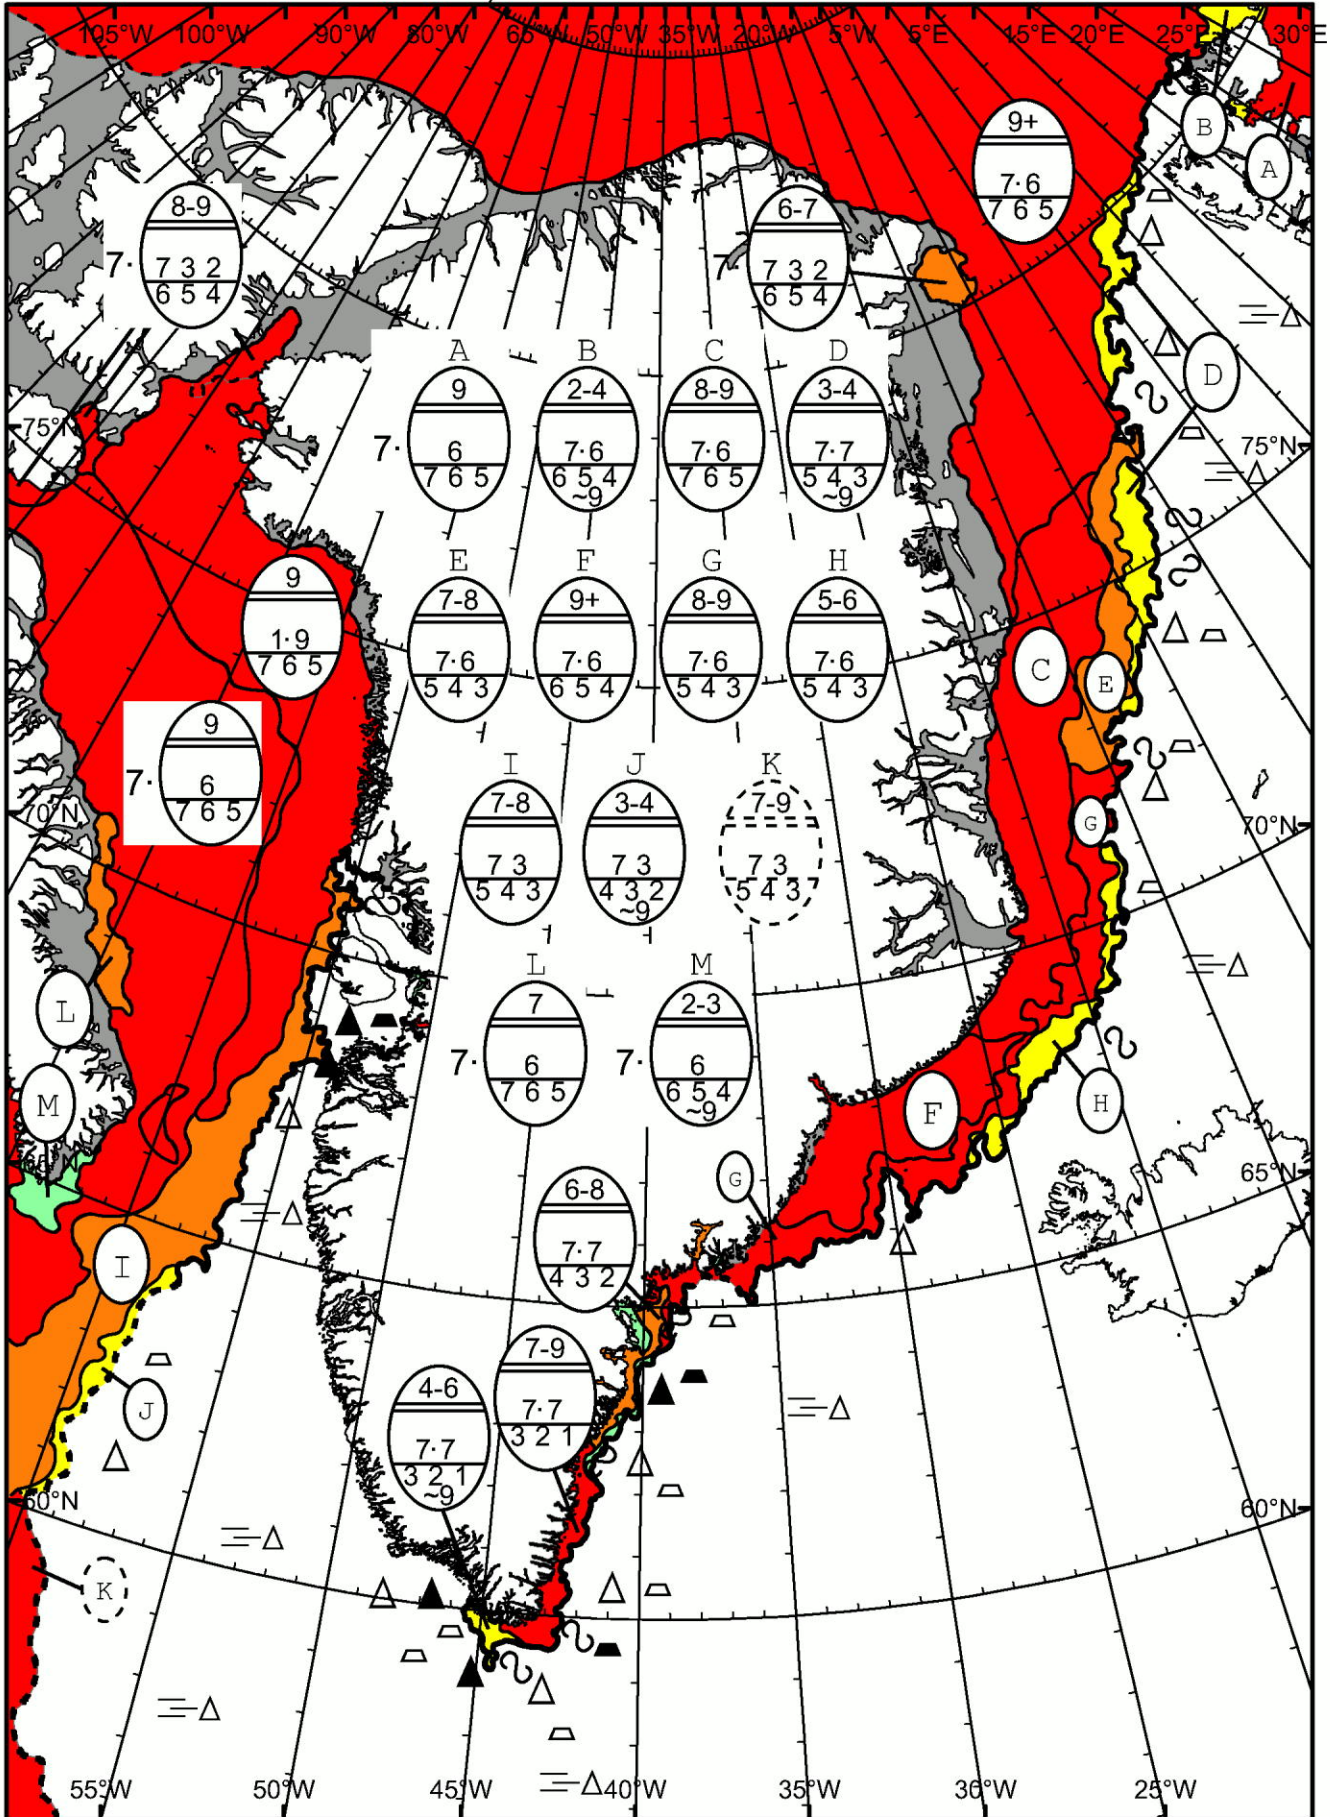 105°W 100°W 90°W 80°W 65°W 50°W 35°W 20°W 5°W 5°E 15°E 20°E 25°E 30°E
B
A
9+
7·6
7 6 5
8-9
7· 7 3 2
6 5 4
6-7
7· 7 3 2
6 5 4
D
A B C D
9 2-4 8-9 3-4
7· 6 7·6 7·6 7·7
7 6 5 6 5 4 7 6 5 5 4 3
~9 ~9
75°N 75°N
E F G H
7-8 9+ 8-9 5-6
7·6 7·6 7·6 7·6
5 4 3 6 5 4 5 4 3 5 4 3
9
1·9
7 6 5
C
E
9
7· 6
7 6 5
I J K
7-8 3-4 7-9
7 3 7 3 7 3
5 4 3 4 3 2 5 4 3
~9
70°N G 70°N
L M
7 2-3
7· 6 7· 6
7 6 5 6 5 4
~9
L
M
F
H
65°N
G
6-8
7·7
4 3 2
I
7-9
7·7
3 2 1
4-6
7·7
3 2 1
~9
J
60°N 60°N
K
55°W 50°W 45°W 40°W 35°W 36°W 25°W